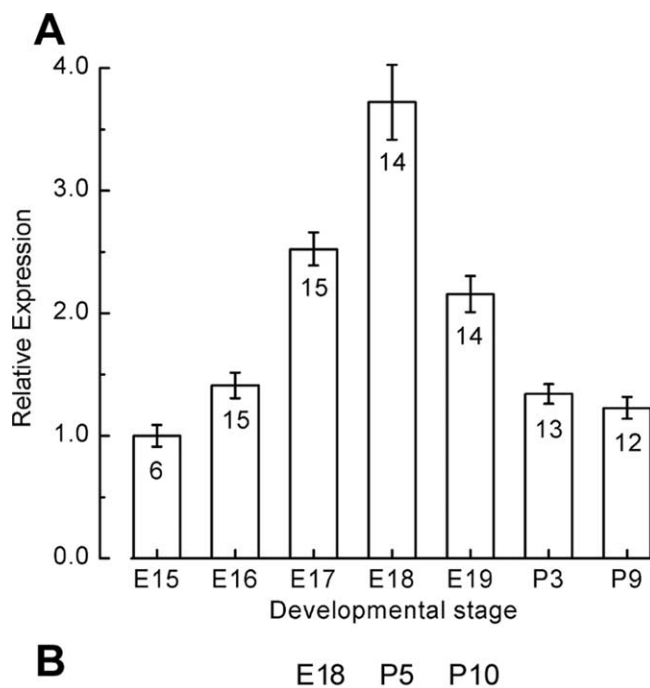 A
4.0
3.0
2.0
1.0
0.0
Relative Expression
6
15
15
14
14
13
12
E15 E16 E17 E18 E19 P3 P9
Developmental stage
B
E18 P5 P10